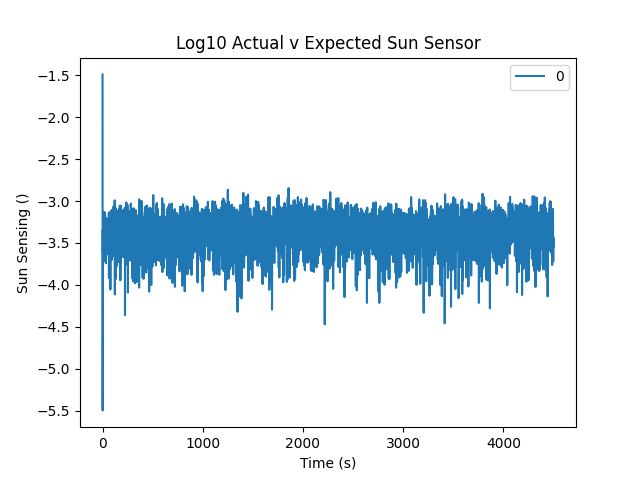 Log10 Actual v Expected Sun Sensor
0
−1.5
−2.0
−2.5
−3.0
−3.5
−4.0
−4.5
−5.0
−5.5
Sun Sensing ()
0 1000 2000 3000 4000
Time (s)